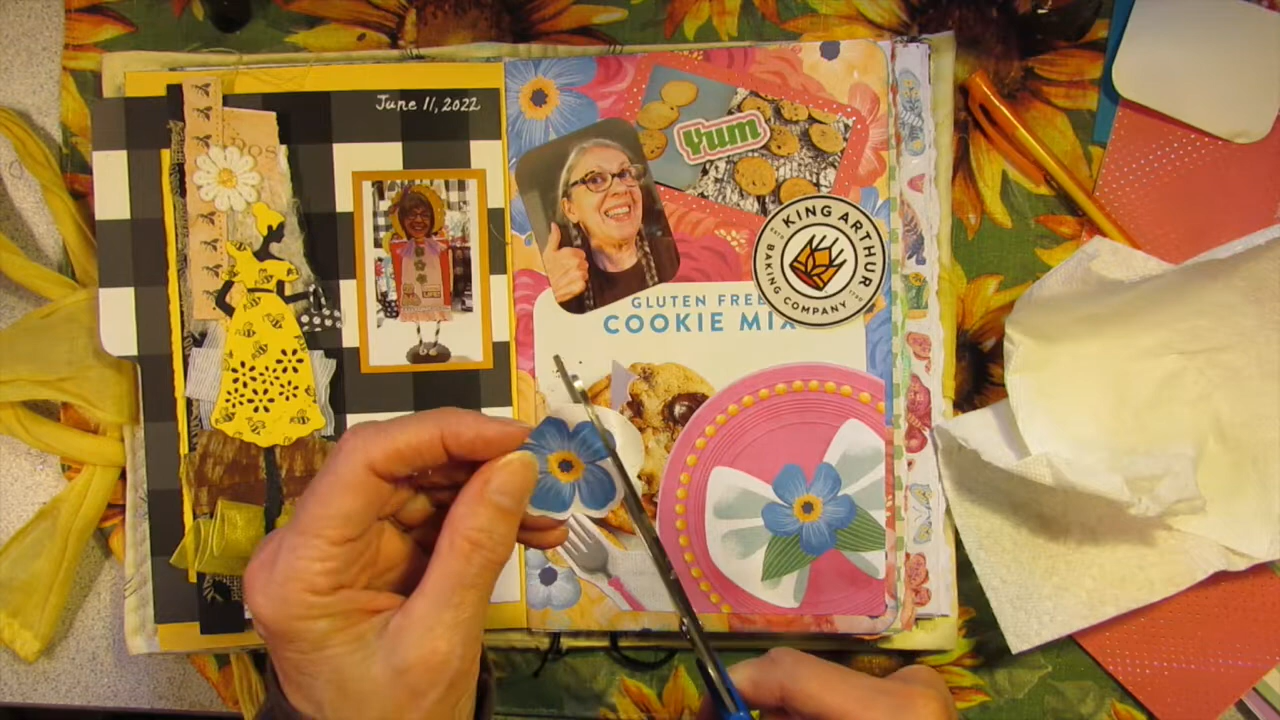 June 11, 2022
Yum
KING ARTHUR
BAKING COMPANY
GLUTEN FREE
COOKIE MIX